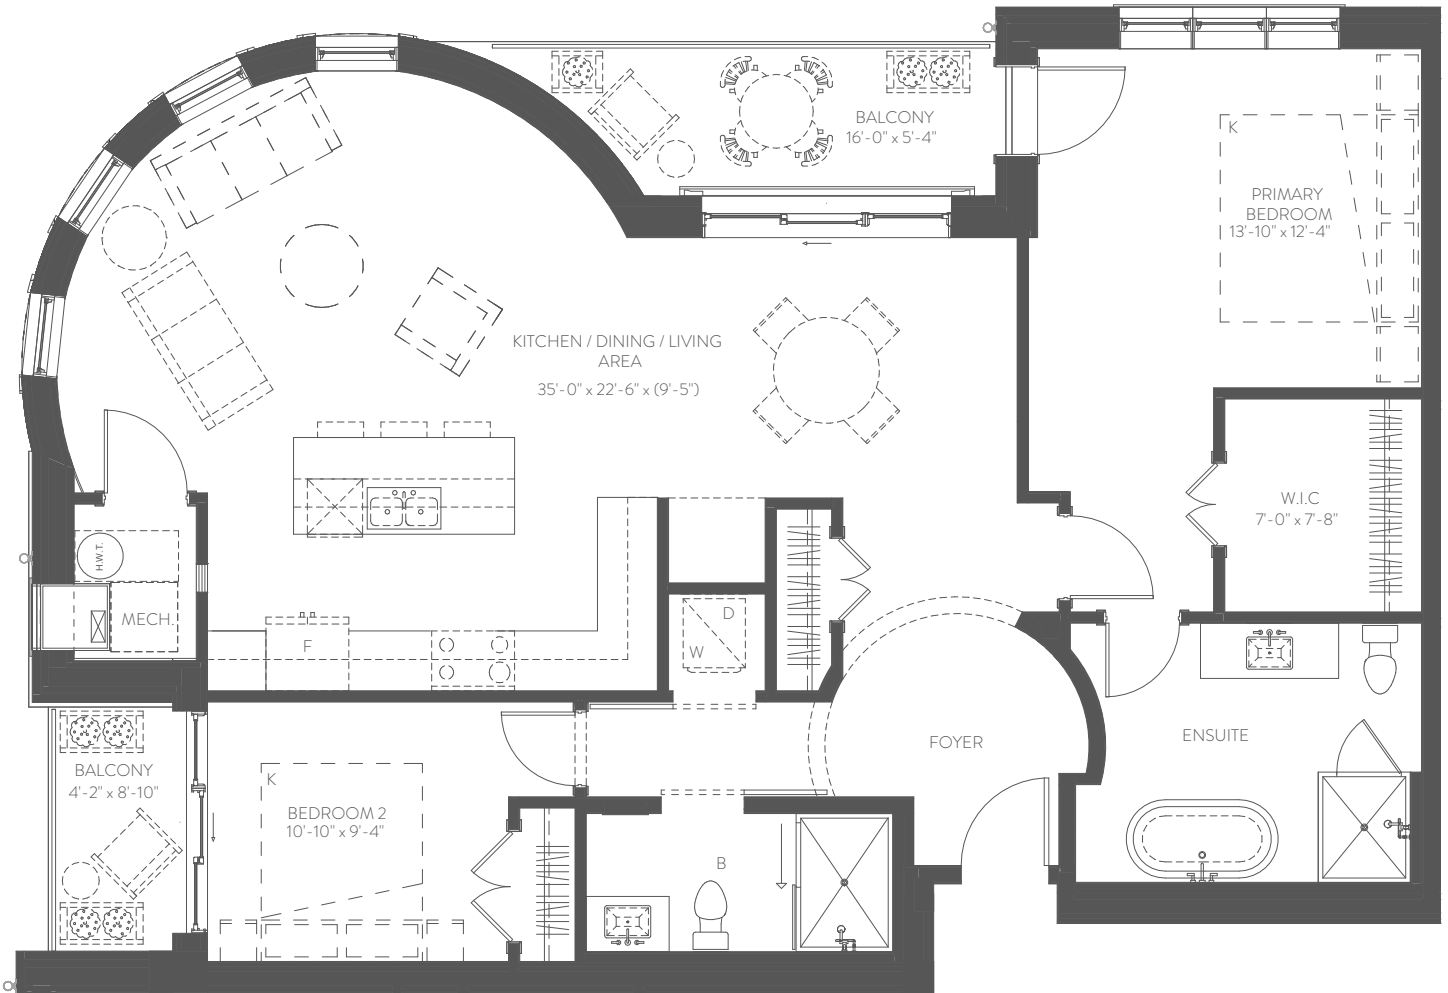 BALCONY
16'-0" x 5'-4"
K
PRIMARY
BEDROOM
13'-10" x 12'-4"
KITCHEN / DINING / LIVING
AREA
35'-0" x 22'-6" x (9'-5")
W.I.C
7'-0" x 7'-8"
H.W.T.
MECH.
F
D
W
FOYER
ENSUITE
BALCONY
4'-2" x 8'-10"
K
BEDROOM 2
10'-10" x 9'-4"
B